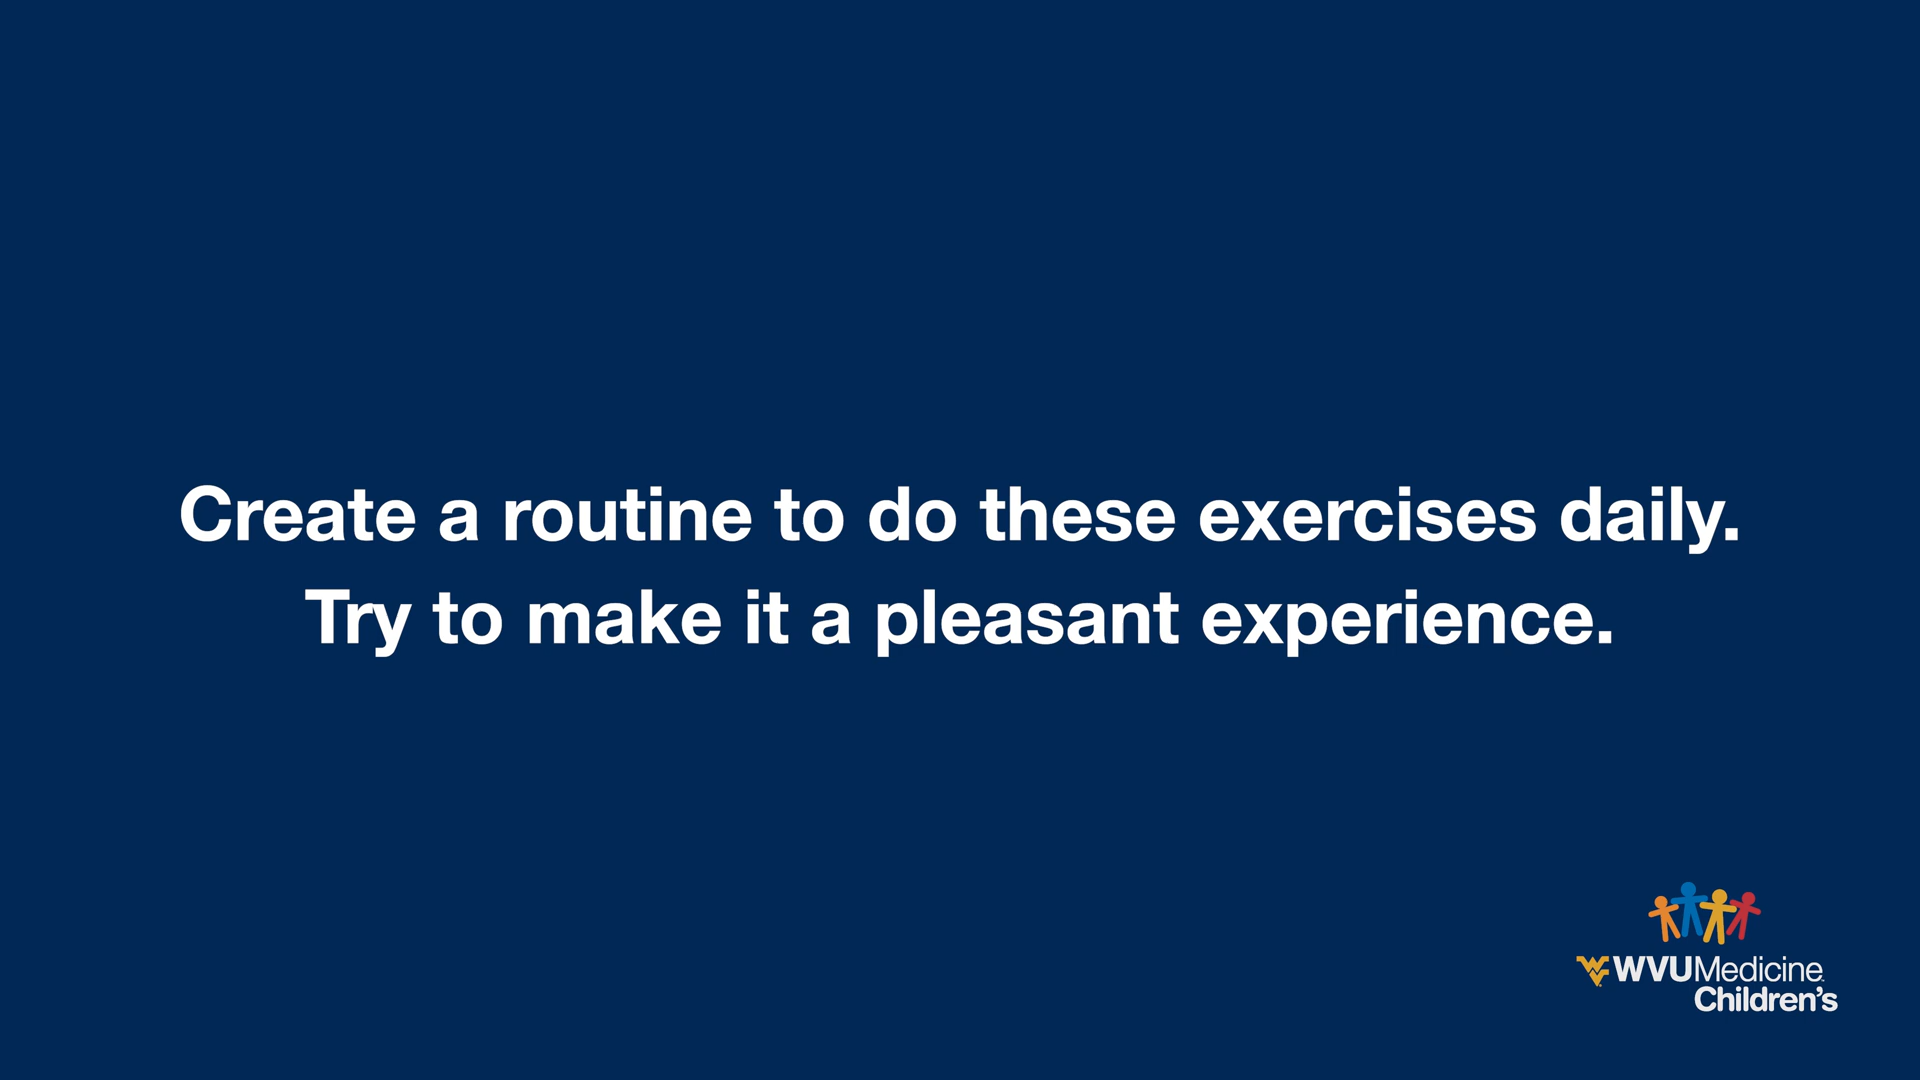 Create a routine to do these exercises daily.
Try to make it a pleasant experience.
WVUMedicine
Children's